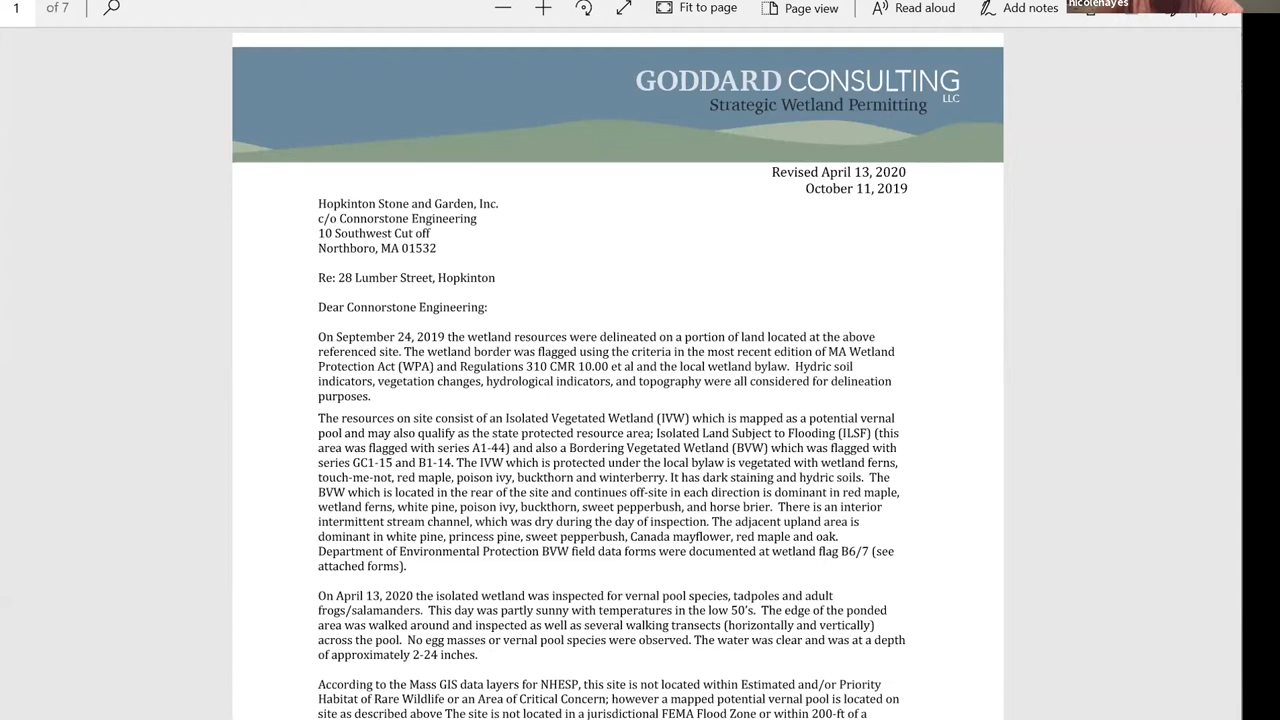 1 of 7
Fit to page
Page view
Read aloud
Add notes
nicolehayes
GODDARD CONSULTING
LLC
Strategic Wetland Permitting
Revised April 13, 2020
October 11, 2019
Hopkinton Stone and Garden, Inc.
c/o Connorstone Engineering
10 Southwest Cut off
Northboro, MA 01532
Re: 28 Lumber Street, Hopkinton
Dear Connorstone Engineering:
On September 24, 2019 the wetland resources were delineated on a portion of land located at the above
referenced site. The wetland border was flagged using the criteria in the most recent edition of MA Wetland
Protection Act (WPA) and Regulations 310 CMR 10.00 et al and the local wetland bylaw. Hydric soil
indicators, vegetation changes, hydrological indicators, and topography were all considered for delineation
purposes.
The resources on site consist of an Isolated Vegetated Wetland (IVW) which is mapped as a potential vernal
pool and may also qualify as the state protected resource area; Isolated Land Subject to Flooding (ILSF) (this
area was flagged with series A1-44) and also a Bordering Vegetated Wetland (BVW) which was flagged with
series GC1-15 and B1-14. The IVW which is protected under the local bylaw is vegetated with wetland ferns,
touch-me-not, red maple, poison ivy, buckthorn and winterberry. It has dark staining and hydric soils. The
BVW which is located in the rear of the site and continues off-site in each direction is dominant in red maple,
wetland ferns, white pine, poison ivy, buckthorn, sweet pepperbush, and horse brier. There is an interior
intermittent stream channel, which was dry during the day of inspection. The adjacent upland area is
dominant in white pine, princess pine, sweet pepperbush, Canada mayflower, red maple and oak.
Department of Environmental Protection BVW field data forms were documented at wetland flag B6/7 (see
attached forms).
On April 13, 2020 the isolated wetland was inspected for vernal pool species, tadpoles and adult
frogs/salamanders. This day was partly sunny with temperatures in the low 50's. The edge of the ponded
area was walked around and inspected as well as several walking transects (horizontally and vertically)
across the pool. No egg masses or vernal pool species were observed. The water was clear and was at a depth
of approximately 2-24 inches.
According to the Mass GIS data layers for NHESP, this site is not located within Estimated and/or Priority
Habitat of Rare Wildlife or an Area of Critical Concern; however a mapped potential vernal pool is located on
site as described above The site is not located in a jurisdictional FEMA Flood Zone or within 200-ft of a